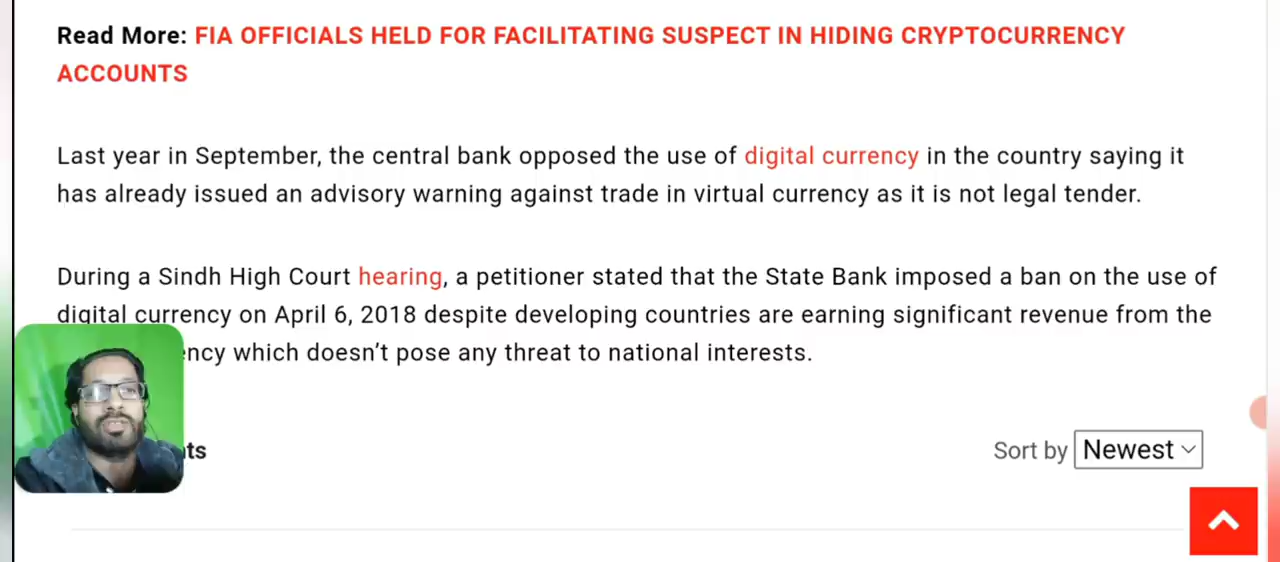 Read More: FIA OFFICIALS HELD FOR FACILITATING SUSPECT IN HIDING CRYPTOCURRENCY
ACCOUNTS
Last year in September, the central bank opposed the use of digital currency in the country saying it
has already issued an advisory warning against trade in virtual currency as it is not legal tender.
During a Sindh High Court hearing, a petitioner stated that the State Bank imposed a ban on the use of
digital currency on April 6, 2018 despite developing countries are earning significant revenue from the
ncy which doesn't pose any threat to national interests.
ts
Sort by Newest